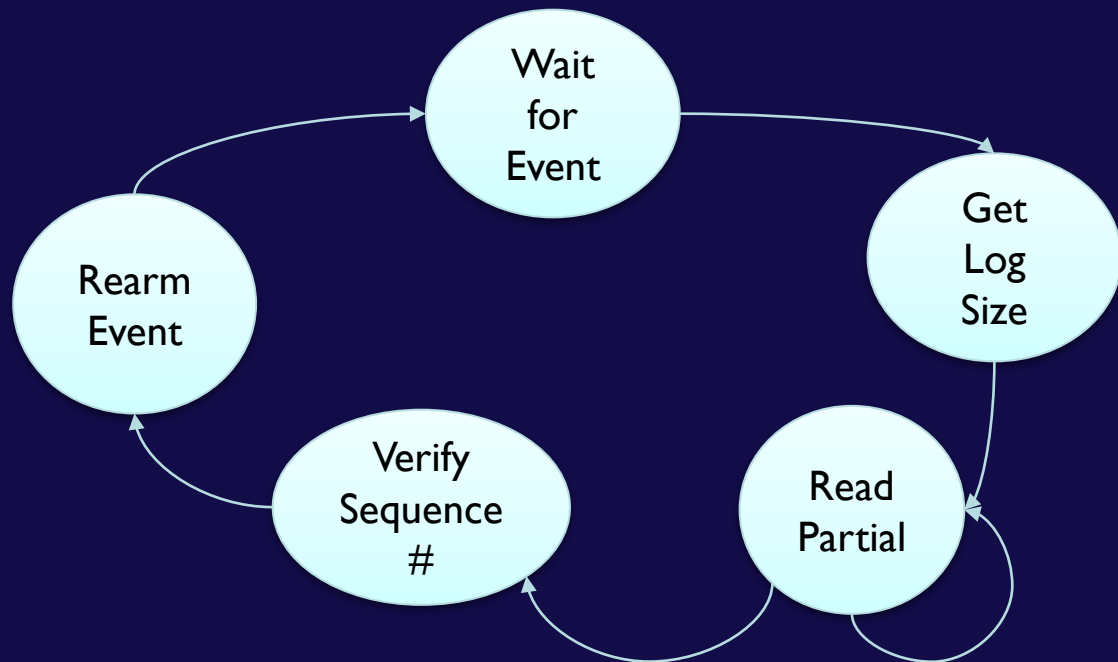 Wait
for
Event
Get
Log
Size
Rearm
Event
Verify
Sequence
#
Read
Partial